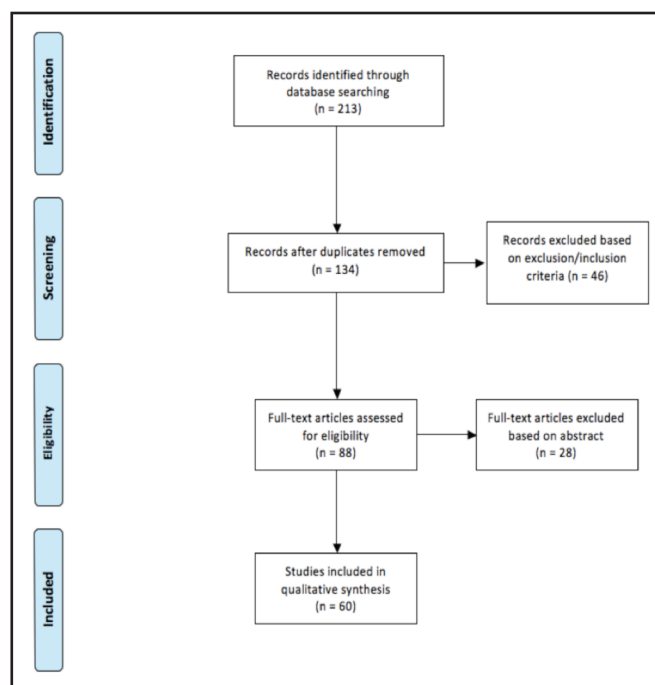 Identification
Records identified through
database searching
(n = 213)
Screening
Records after duplicates removed
(n = 134)
Records excluded based
on exclusion/inclusion
criteria (n = 46)
Eligibility
Full-text articles assessed
for eligibility
(n = 88)
Full-text articles excluded
based on abstract
(n = 28)
Included
Studies included in
qualitative synthesis
(n = 60)